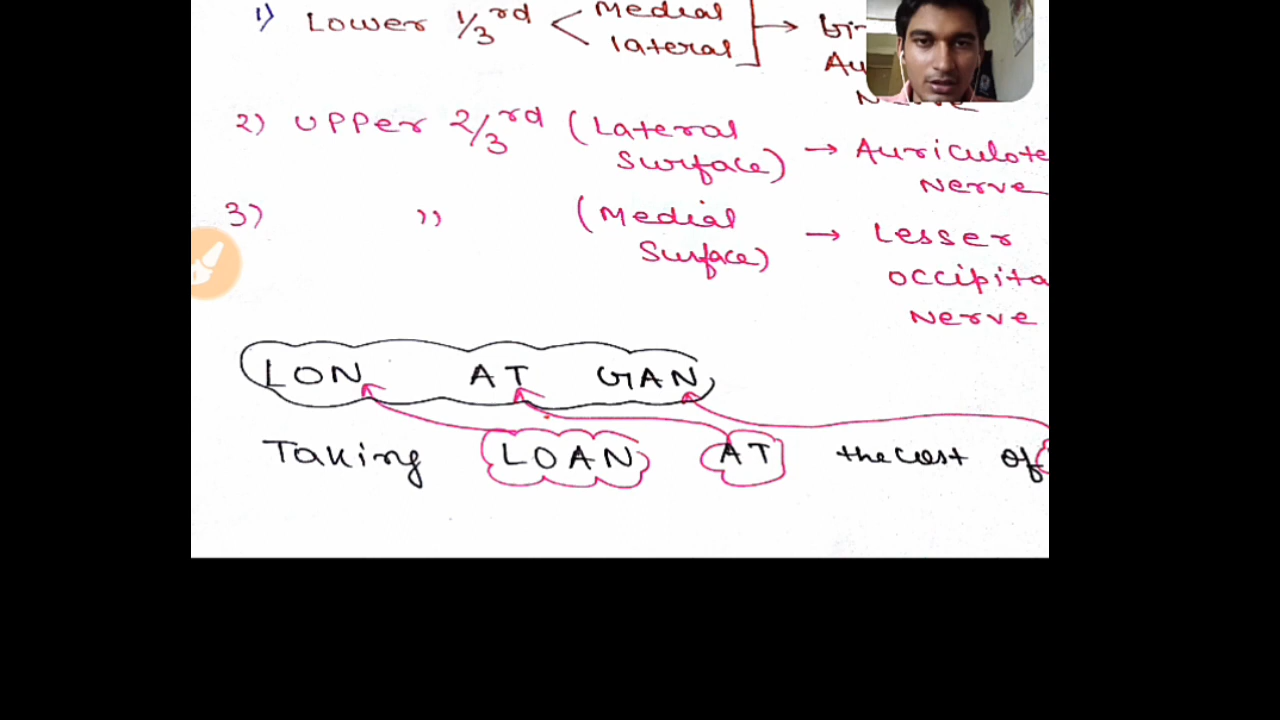 1) Lower 1/3rd < Medial
lateral
2) Upper 2/3rd (Lateral
Surface) → Auriculote
Nerve
3) ,, (Medial
Surface) → Lesser
occipita
Nerve
LON AT GAN
Taking LOAN AT the cost of